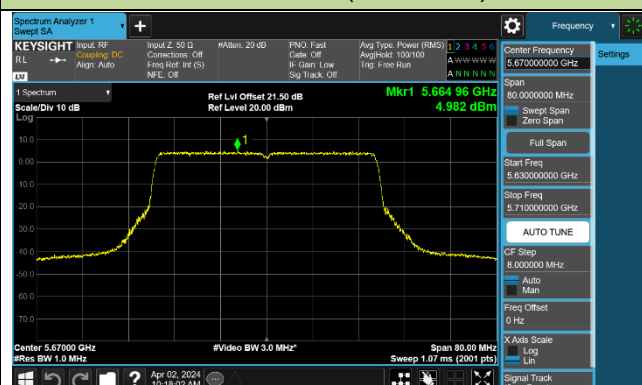 Spectrum Analyzer 1
Swept SA
Frequency
KEYSIGHT
RL
Input: RF
Coupling: DC
Align: Auto
Input Z: 50 Ω
Corrections: Off
Freq Ref: Int (S)
NFE: Off
#Atten: 20 dB
PNO: Fast
Gate: Off
IF Gain: Low
Sig Track: Off
Avg Type: Power (RMS)
Avg|Hold: 100/100
Trig: Free Run
1 2 3 4 5 6
A W W W W W
A N N N N N
Center Frequency
5.670000000 GHz
Settings
1 Spectrum
Scale/Div 10 dB
Log
Ref Lvl Offset 21.50 dB
Ref Level 20.00 dBm
Mkr1 5.664 96 GHz
4.982 dBm
Span
80.0000000 MHz
Swept Span
Zero Span
Full Span
Start Freq
5.630000000 GHz
Stop Freq
5.710000000 GHz
AUTO TUNE
CF Step
8.000000 MHz
Auto
Man
Freq Offset
0 Hz
X Axis Scale
Log
Lin
Signal Track
1
10.0
0.00
-10.0
-20.0
-30.0
-40.0
-50.0
-60.0
-70.0
Center 5.67000 GHz
#Res BW 1.0 MHz
#Video BW 3.0 MHz*
Span 80.00 MHz
Sweep 1.07 ms (2001 pts)
Apr 02, 2024